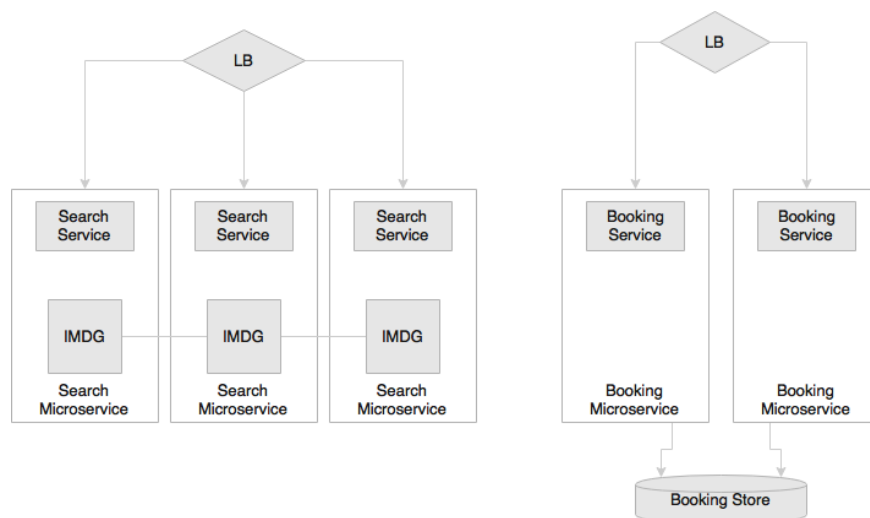 LB
LB
Search
Service
Search
Service
Search
Service
Booking
Service
Booking
Service
IMDG
IMDG
IMDG
Search
Microservice
Search
Microservice
Search
Microservice
Booking
Microservice
Booking
Microservice
Booking Store